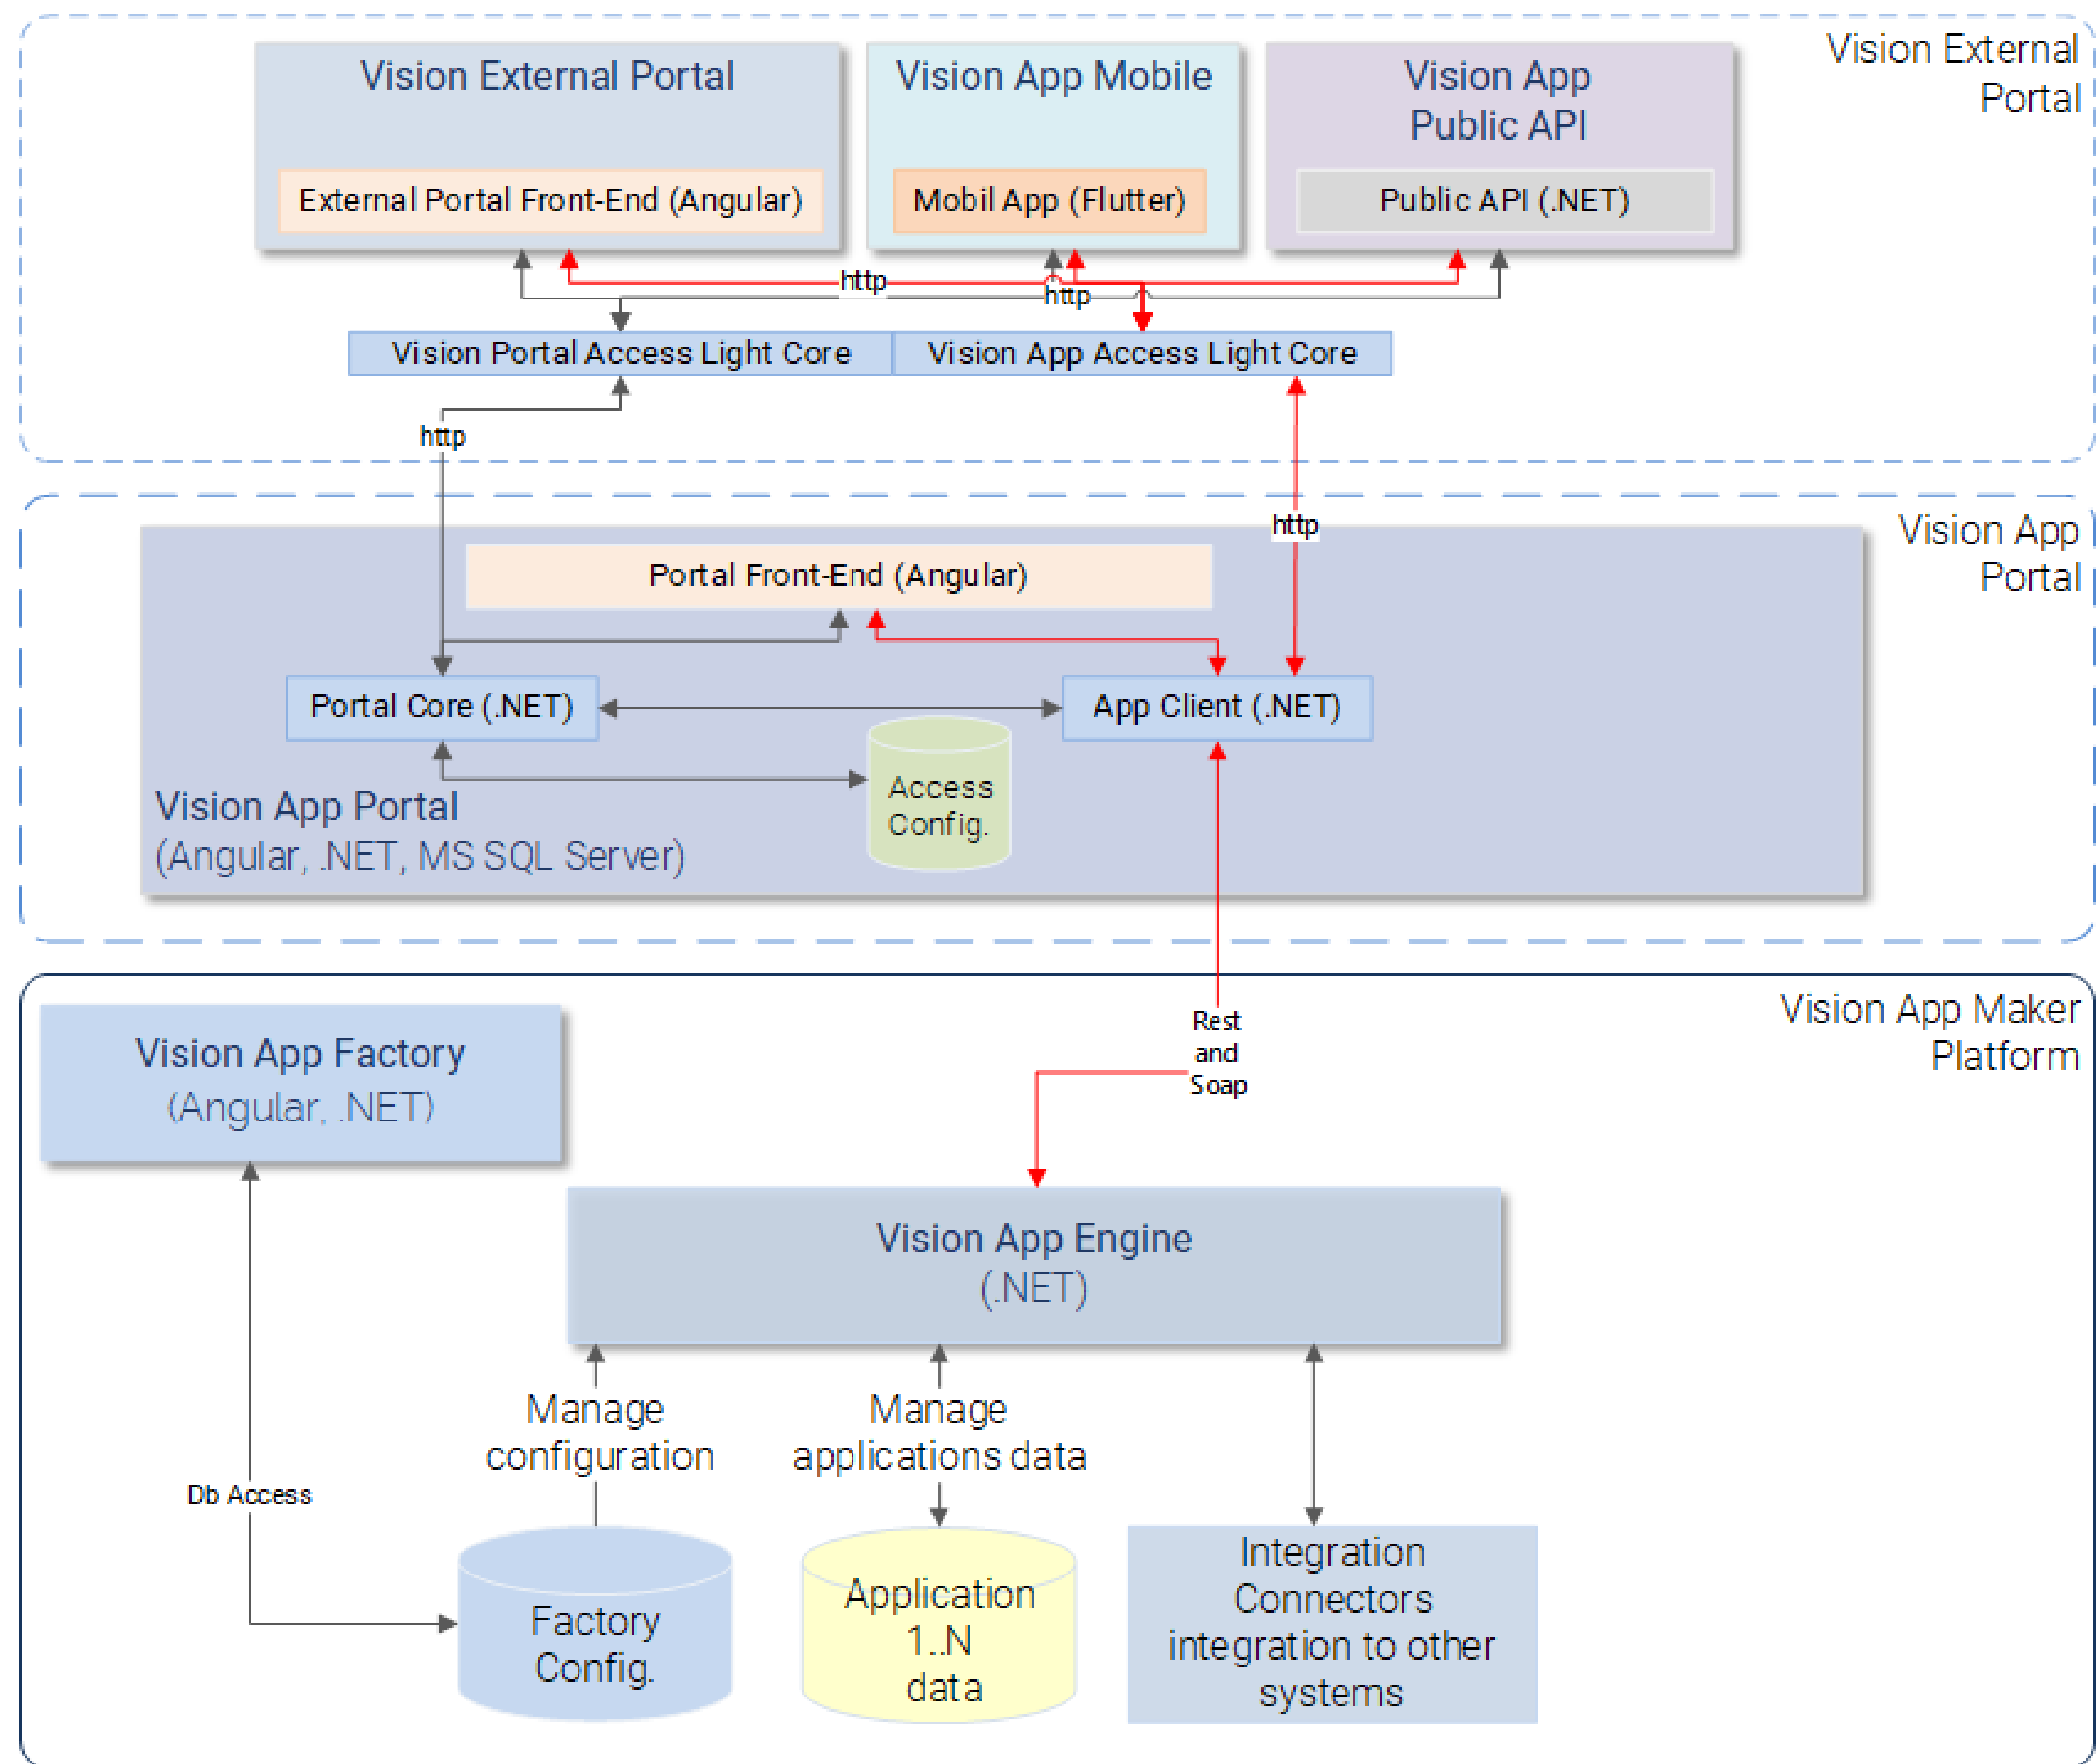 Vision External
Portal
Vision External Portal
Vision App Mobile
Vision App
Public API
External Portal Front-End (Angular)
Mobil App (Flutter)
Public API (.NET)
http
http
Vision Portal Access Light Core
Vision App Access Light Core
http
Vision App
Portal
http
Portal Front-End (Angular)
Portal Core (.NET)
App Client (.NET)
Access
Config.
Vision App Portal
(Angular, .NET, MS SQL Server)
Vision App Maker
Platform
Rest
and
Soap
Vision App Factory
(Angular, .NET)
Vision App Engine
(.NET)
Manage
configuration
Manage
applications data
Db Access
Factory
Config.
Application
1..N
data
Integration
Connectors
integration to other
systems